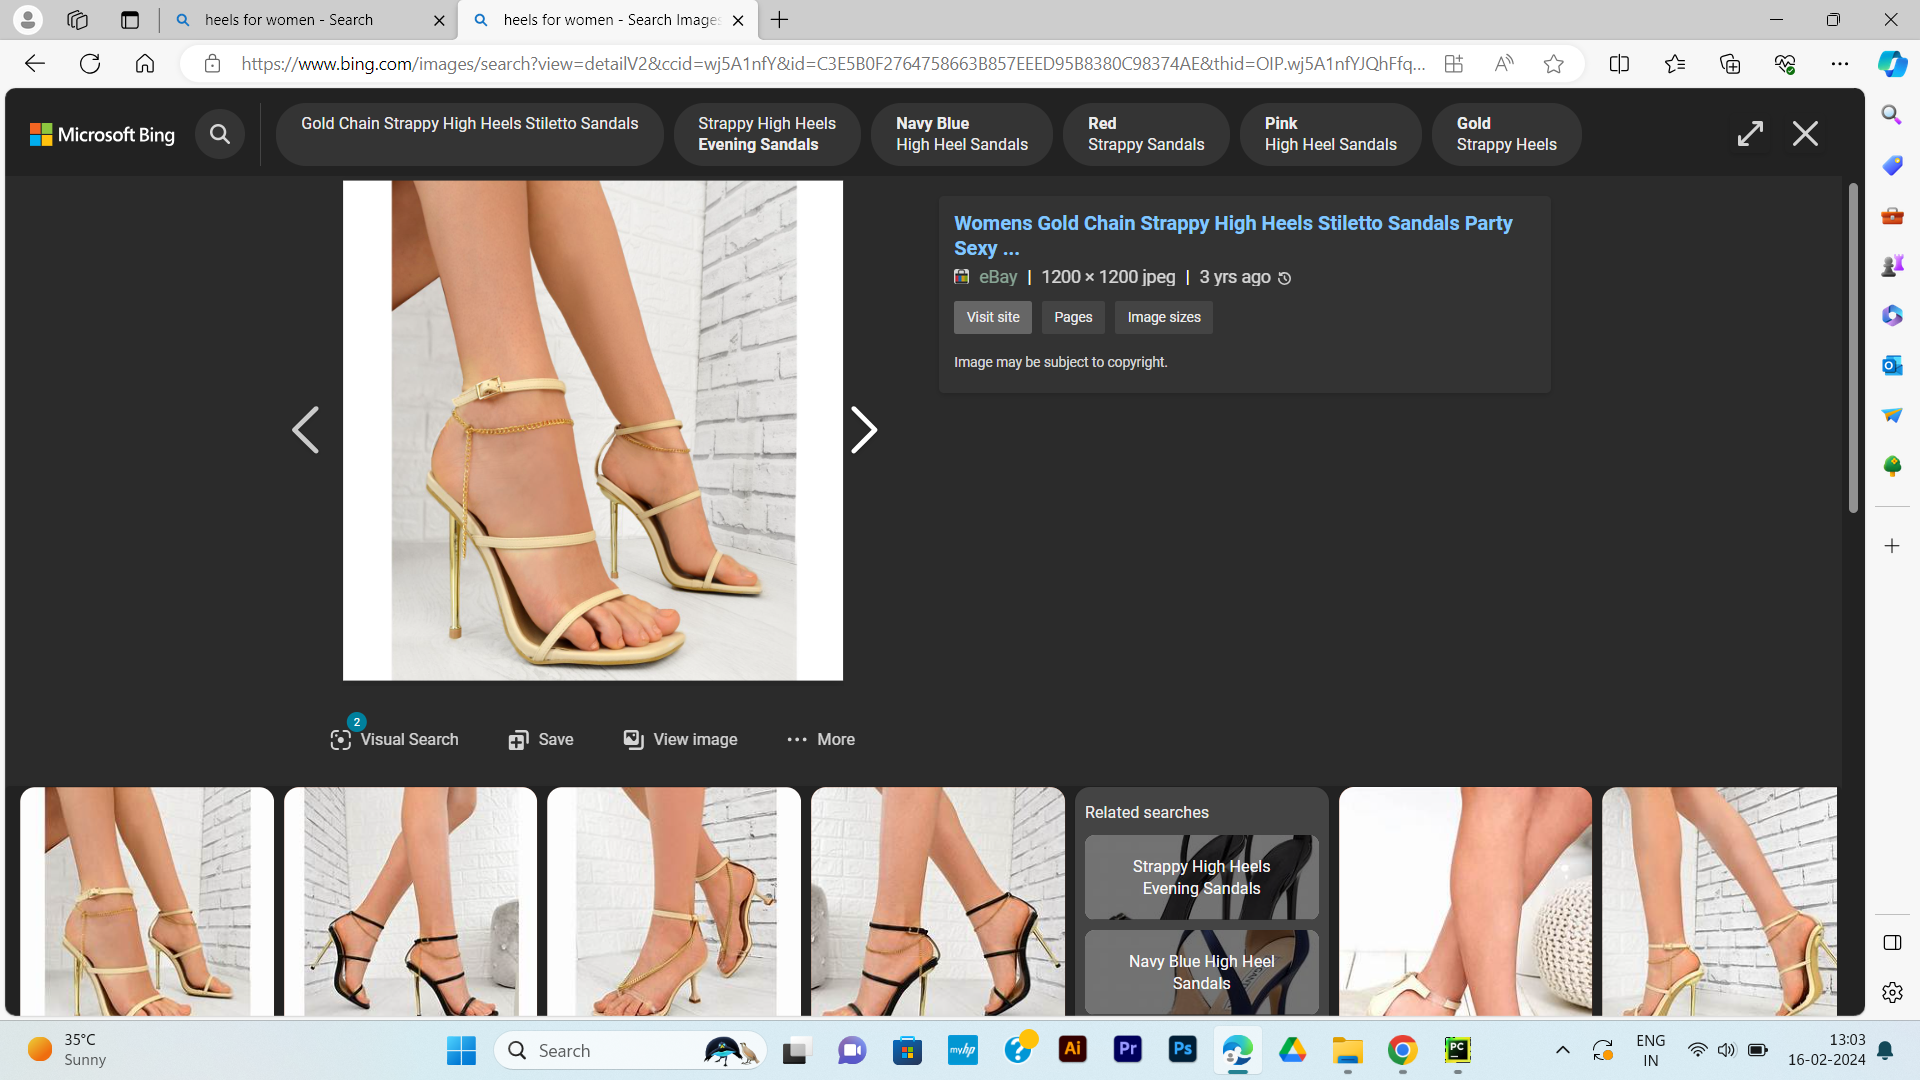 heels for women - Search
heels for women - Search Images
https://www.bing.com/images/search?view=detailV2&ccid=wj5A1nfY&id=C3E5B0F2764758663B857EEED95B8380C98374AE&thid=OIP.wj5A1nfYJQhFfq...
Microsoft Bing
Gold Chain Strappy High Heels Stiletto Sandals
Strappy High Heels
Evening Sandals
Navy Blue
High Heel Sandals
Red
Strappy Sandals
Pink
High Heel Sandals
Gold
Strappy Heels
Womens Gold Chain Strappy High Heels Stiletto Sandals Party
Sexy ...
eBay | 1200 × 1200 jpeg | 3 yrs ago
Visit site
Pages
Image sizes
Image may be subject to copyright.
2
Visual Search
Save
View image
More
Related searches
Strappy High Heels
Evening Sandals
Navy Blue High Heel
Sandals
35°C
Sunny
Search
myhp
Ai
Pr
Ps
PC
ENG
IN
13:03
16-02-2024